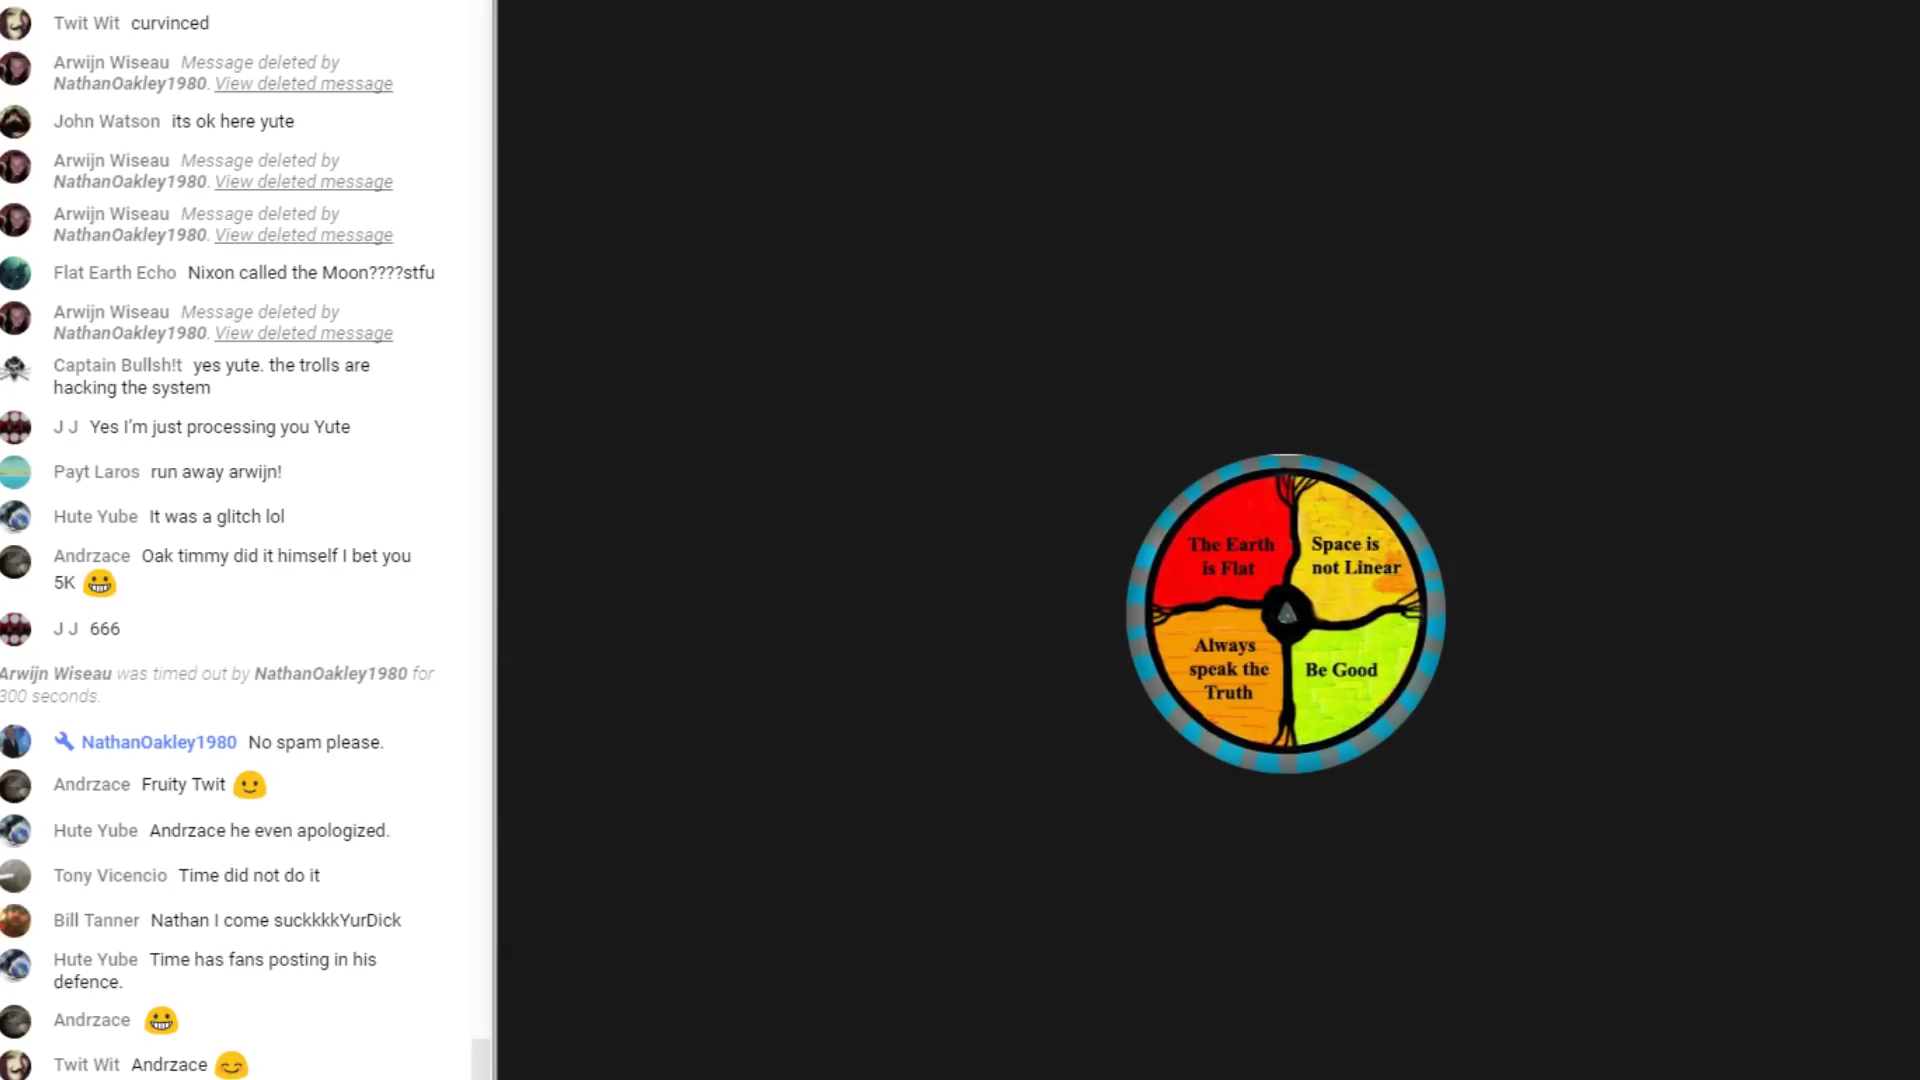 Twit Wit curvinced
Arwijn Wiseau Message deleted by
NathanOakley1980. View deleted message
John Watson its ok here yute
Arwijn Wiseau Message deleted by
NathanOakley1980. View deleted message
Arwijn Wiseau Message deleted by
NathanOakley1980. View deleted message
Flat Earth Echo Nixon called the Moon????stfu
Arwijn Wiseau Message deleted by
NathanOakley1980. View deleted message
Captain Bullsh!t yes yute. the trolls are
hacking the system
J J Yes I'm just processing you Yute
Payt Laros run away arwijn!
Hute Yube It was a glitch lol
Andrzace Oak timmy did it himself I bet you
5K
J J 666
Arwijn Wiseau was timed out by NathanOakley1980 for
300 seconds.
NathanOakley1980 No spam please.
Andrzace Fruity Twit
Hute Yube Andrzace he even apologized.
Tony Vicencio Time did not do it
Bill Tanner Nathan I come suckkkkYurDick
Hute Yube Time has fans posting in his
defence.
Andrzace
Twit Wit Andrzace
The Earth
is Flat
Space is
not Linear
Always
speak the
Truth
Be Good